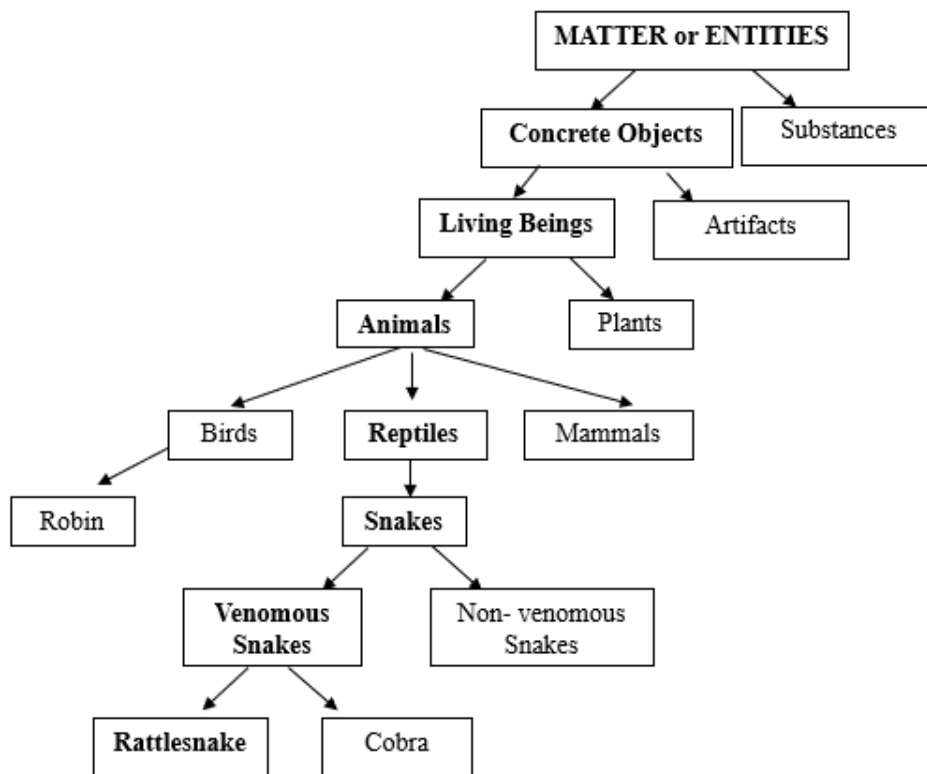 MATTER or ENTITIES
Concrete Objects
Substances
Living Beings
Artifacts
Animals
Plants
Birds
Reptiles
Mammals
Robin
Snakes
Venomous
Snakes
Non- venomous
Snakes
Rattlesnake
Cobra